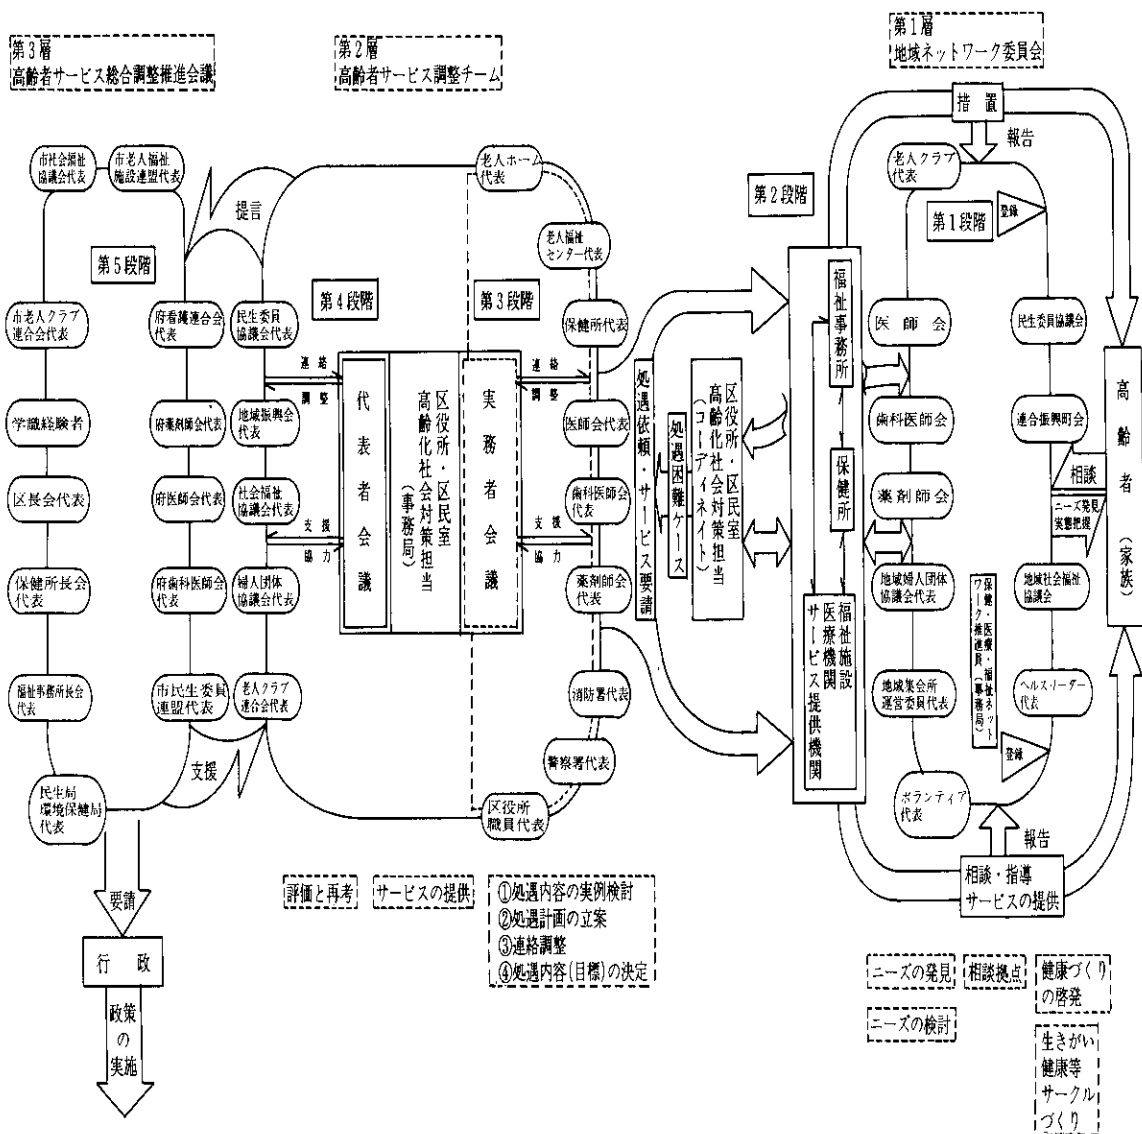 第3層
高齢者サービス総合調整推進会議
第2層
高齢者サービス調整チーム
第1層
地域ネットワーク委員会
市社会福祉
協議会代表
市老人福祉
施設連盟代表
提言
第5段階
市老人クラブ
連合会代表
府看護連合会
代表
民生委員
協議会代表
学職経験者
府薬剤師会代表
地域振興会
代表
区長会代表
府医師会代表
社会福祉
協議会代表
保健所長会
代表
府歯科医師会
代表
婦人団体
協議会代表
福祉事務所長会
代表
市民生委員
連盟代表
老人クラブ
連合会代表
支援
民生局
環境保健局
代表
要請
行政
政策の実施
第4段階
第3段階
連絡
調整
支援
協力
代表者会議
区役所・区民室
高齢化社会対策担当
(事務局)
実務者会議
連絡
調整
支援
協力
老人ホーム
代表
老人福祉
センター代表
保健所代表
医師会代表
歯科医師会
代表
薬剤師会
代表
消防署代表
警察署代表
区役所
職員代表
評価と再考
サービスの提供
①処遇内容の実例検討
②処遇計画の立案
③連絡調整
④処遇内容(目標)の決定
処遇依頼・サービス要請
処遇困難ケース
区役所・区民室
高齢化社会対策担当
(コーディネイト)
第2段階
福祉事務所
保健所
福祉施設
医療機関
サービス提供機関
措置
報告
老人クラブ
代表
第1段階
登録
医師会
民生委員協議会
歯科医師会
連合振興町会
薬剤師会
相談
ニーズ発見
実態把握
地域婦人団体
協議会代表
地域社会福祉
協議会
保健・医療・福祉ネット
ワーク推進員(事務局)
地域集会所
運営委員代表
ヘルスリーダー
代表
登録
ボランティア
代表
報告
相談・指導
サービスの提供
高齢者(家族)
ニーズの発見
相談拠点
健康づくり
の啓発
ニーズの検討
生きがい
健康等
サークル
づくり